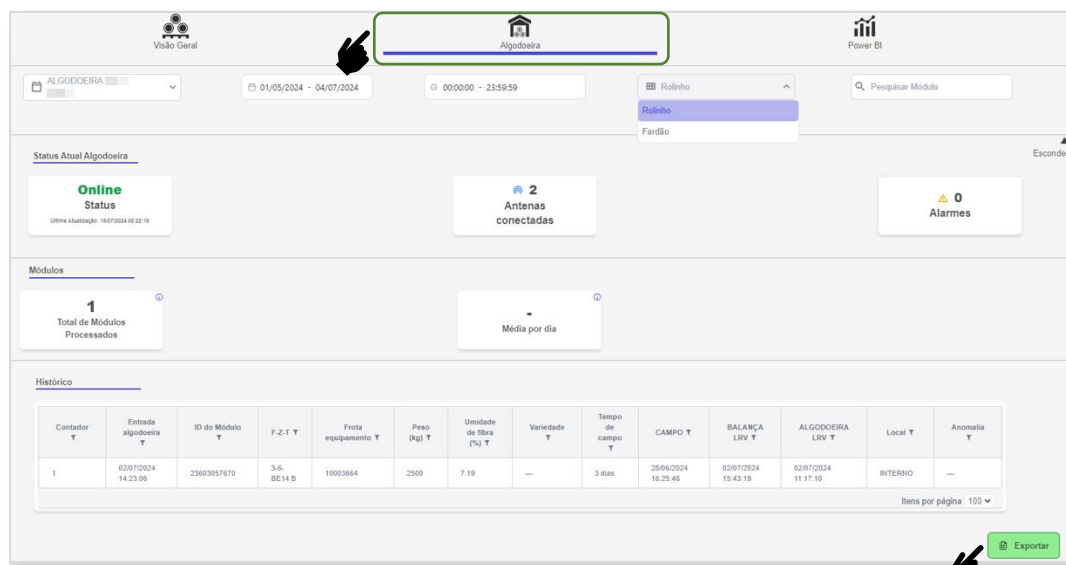 Visão Geral
Algodoeira
Power BI
ALGODOEIRA
01/05/2024 - 04/07/2024
00:00:00 - 23:59:59
Rolinho
Pesquisar Módulo
Rolinho
Fardão
Status Atual Algodoeira
Esconde
Online
Status
Última Atualização: 15/07/2024 08:22:18
2
Antenas
conectadas
0
Alarmes
Módulos
1
Total de Módulos
Processados
-
Média por dia
Histórico
Contador
Entrada
algodoeira
ID do Módulo
F-Z-T
Frota
equipamento
Peso
(kg)
Umidade
de fibra
(%)
Variedade
Tempo
de
campo
CAMPO
BALANÇA
LRV
ALGODOEIRA
LRV
Local
Anomalia
1
02/07/2024
14:23:06
23603057670
3-6-
BE14 B
10003664
2500
7.19
—
3 dias
28/06/2024
16:25:46
02/07/2024
15:43:19
02/07/2024
11:17:10
INTERNO
—
Itens por página 100
Exportar